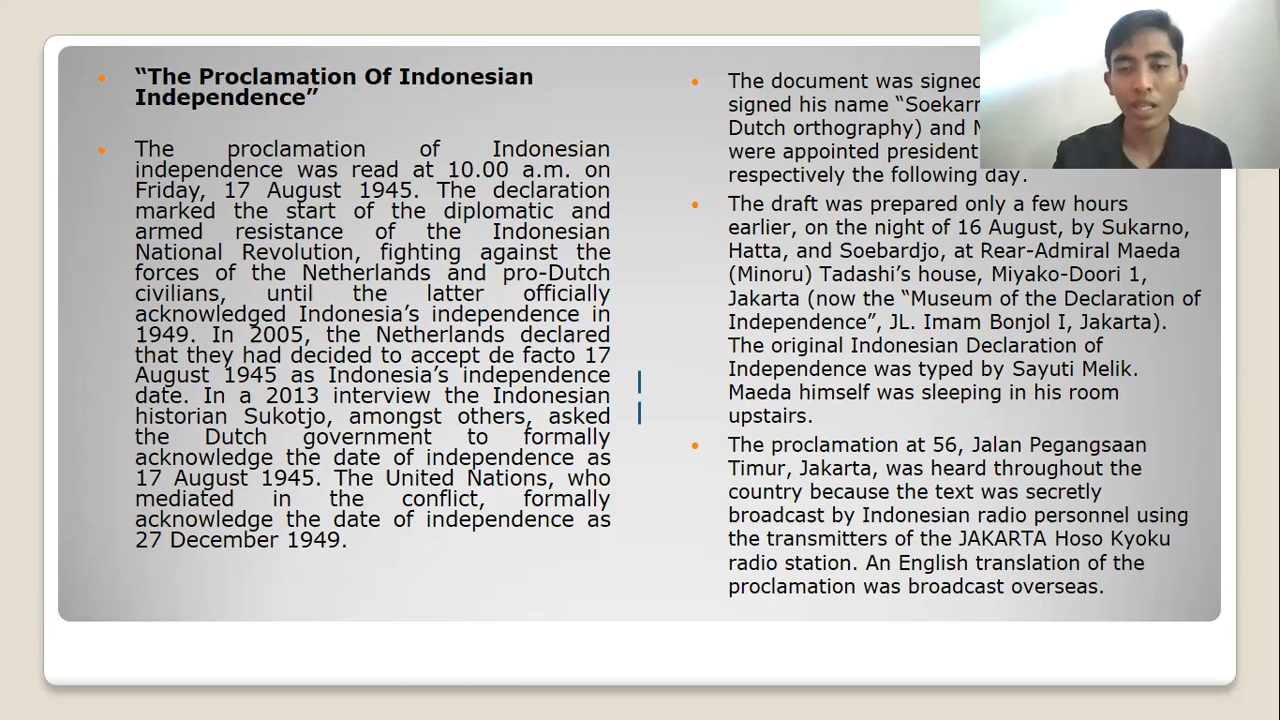 “The Proclamation Of Indonesian
Independence”
The proclamation of Indonesian
independence was read at 10.00 a.m. on
Friday, 17 August 1945. The declaration
marked the start of the diplomatic and
armed resistance of the Indonesian
National Revolution, fighting against the
forces of the Netherlands and pro-Dutch
civilians, until the latter officially
acknowledged Indonesia’s independence in
1949. In 2005, the Netherlands declared
that they had decided to accept de facto 17
August 1945 as Indonesia’s independence
date. In a 2013 interview the Indonesian
historian Sukotjo, amongst others, asked
the Dutch government to formally
acknowledge the date of independence as
17 August 1945. The United Nations, who
mediated in the conflict, formally
acknowledge the date of independence as
27 December 1949.
The document was signed
signed his name
Dutch orthography) and
were appointed president
respectively the following day.
The draft was prepared only a few hours
earlier, on the night of 16 August, by Sukarno,
Hatta, and Soebardjo, at Rear-Admiral Maeda
(Minoru) Tadashi’s house, Miyako-Doori 1,
Jakarta (now the “Museum of the Declaration of
Independence”, JL. Imam Bonjol I, Jakarta).
The original Indonesian Declaration of
Independence was typed by Sayuti Melik.
Maeda himself was sleeping in his room
upstairs.
The proclamation at 56, Jalan Pegangsaan
Timur, Jakarta, was heard throughout the
country because the text was secretly
broadcast by Indonesian radio personnel using
the transmitters of the JAKARTA Hoso Kyoku
radio station. An English translation of the
proclamation was broadcast overseas.